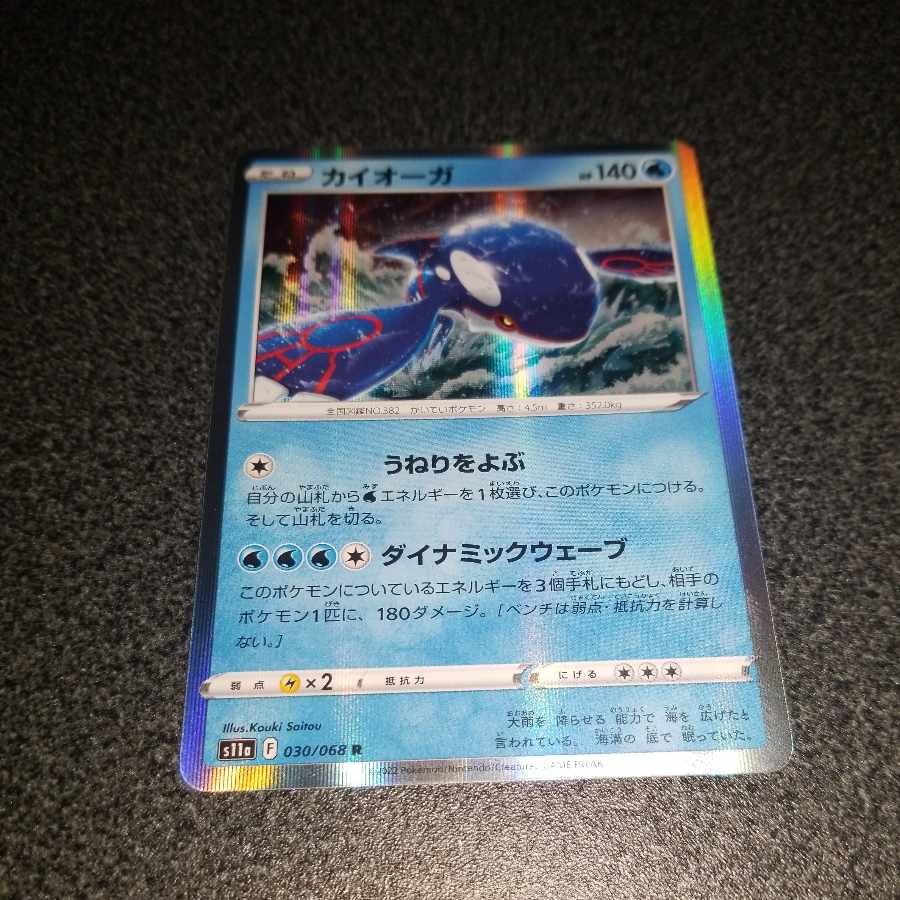 たね カイオーガ HP 140
全国図鑑NO.382 かいていポケモン 高さ:4.5m 重さ:352.0kg
うねりをよぶ
自分の山札からエネルギーを1枚選び、このポケモンにつける。
そして山札を切る。
ダイナミックウェーブ
このポケモンについているエネルギーを3個手札にもどし、相手の
ポケモン1匹に、180ダメージ。[ベンチは弱点・抵抗力を計算し
ない。]
弱点 ×2 抵抗力 にげる
Illus.Kouki Saitou
大雨を 降らせる 能力で 海を 広げたと
言われている。 海溝の 底で 眠っていた。
s11a F 030/068 R
©2022 Pokémon/Nintendo/Creatures/GAME FREAK